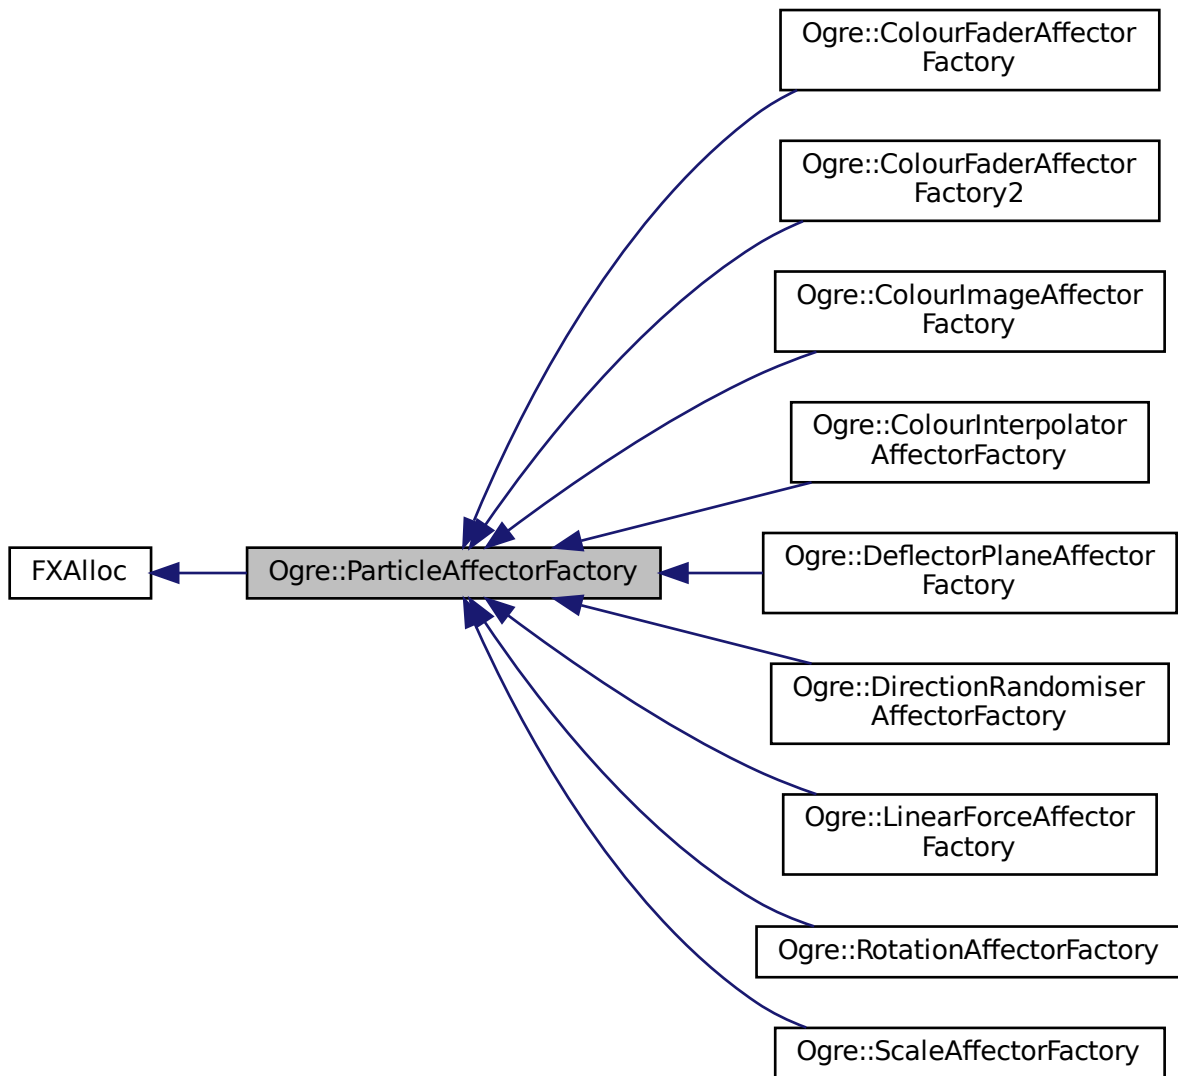 Ogre::ColourFaderAffector
Factory
Ogre::ColourFaderAffector
Factory2
Ogre::ColourImageAffector
Factory
Ogre::ColourInterpolator
AffectorFactory
FXAlloc
Ogre::ParticleAffectorFactory
Ogre::DeflectorPlaneAffector
Factory
Ogre::DirectionRandomiser
AffectorFactory
Ogre::LinearForceAffector
Factory
Ogre::RotationAffectorFactory
Ogre::ScaleAffectorFactory